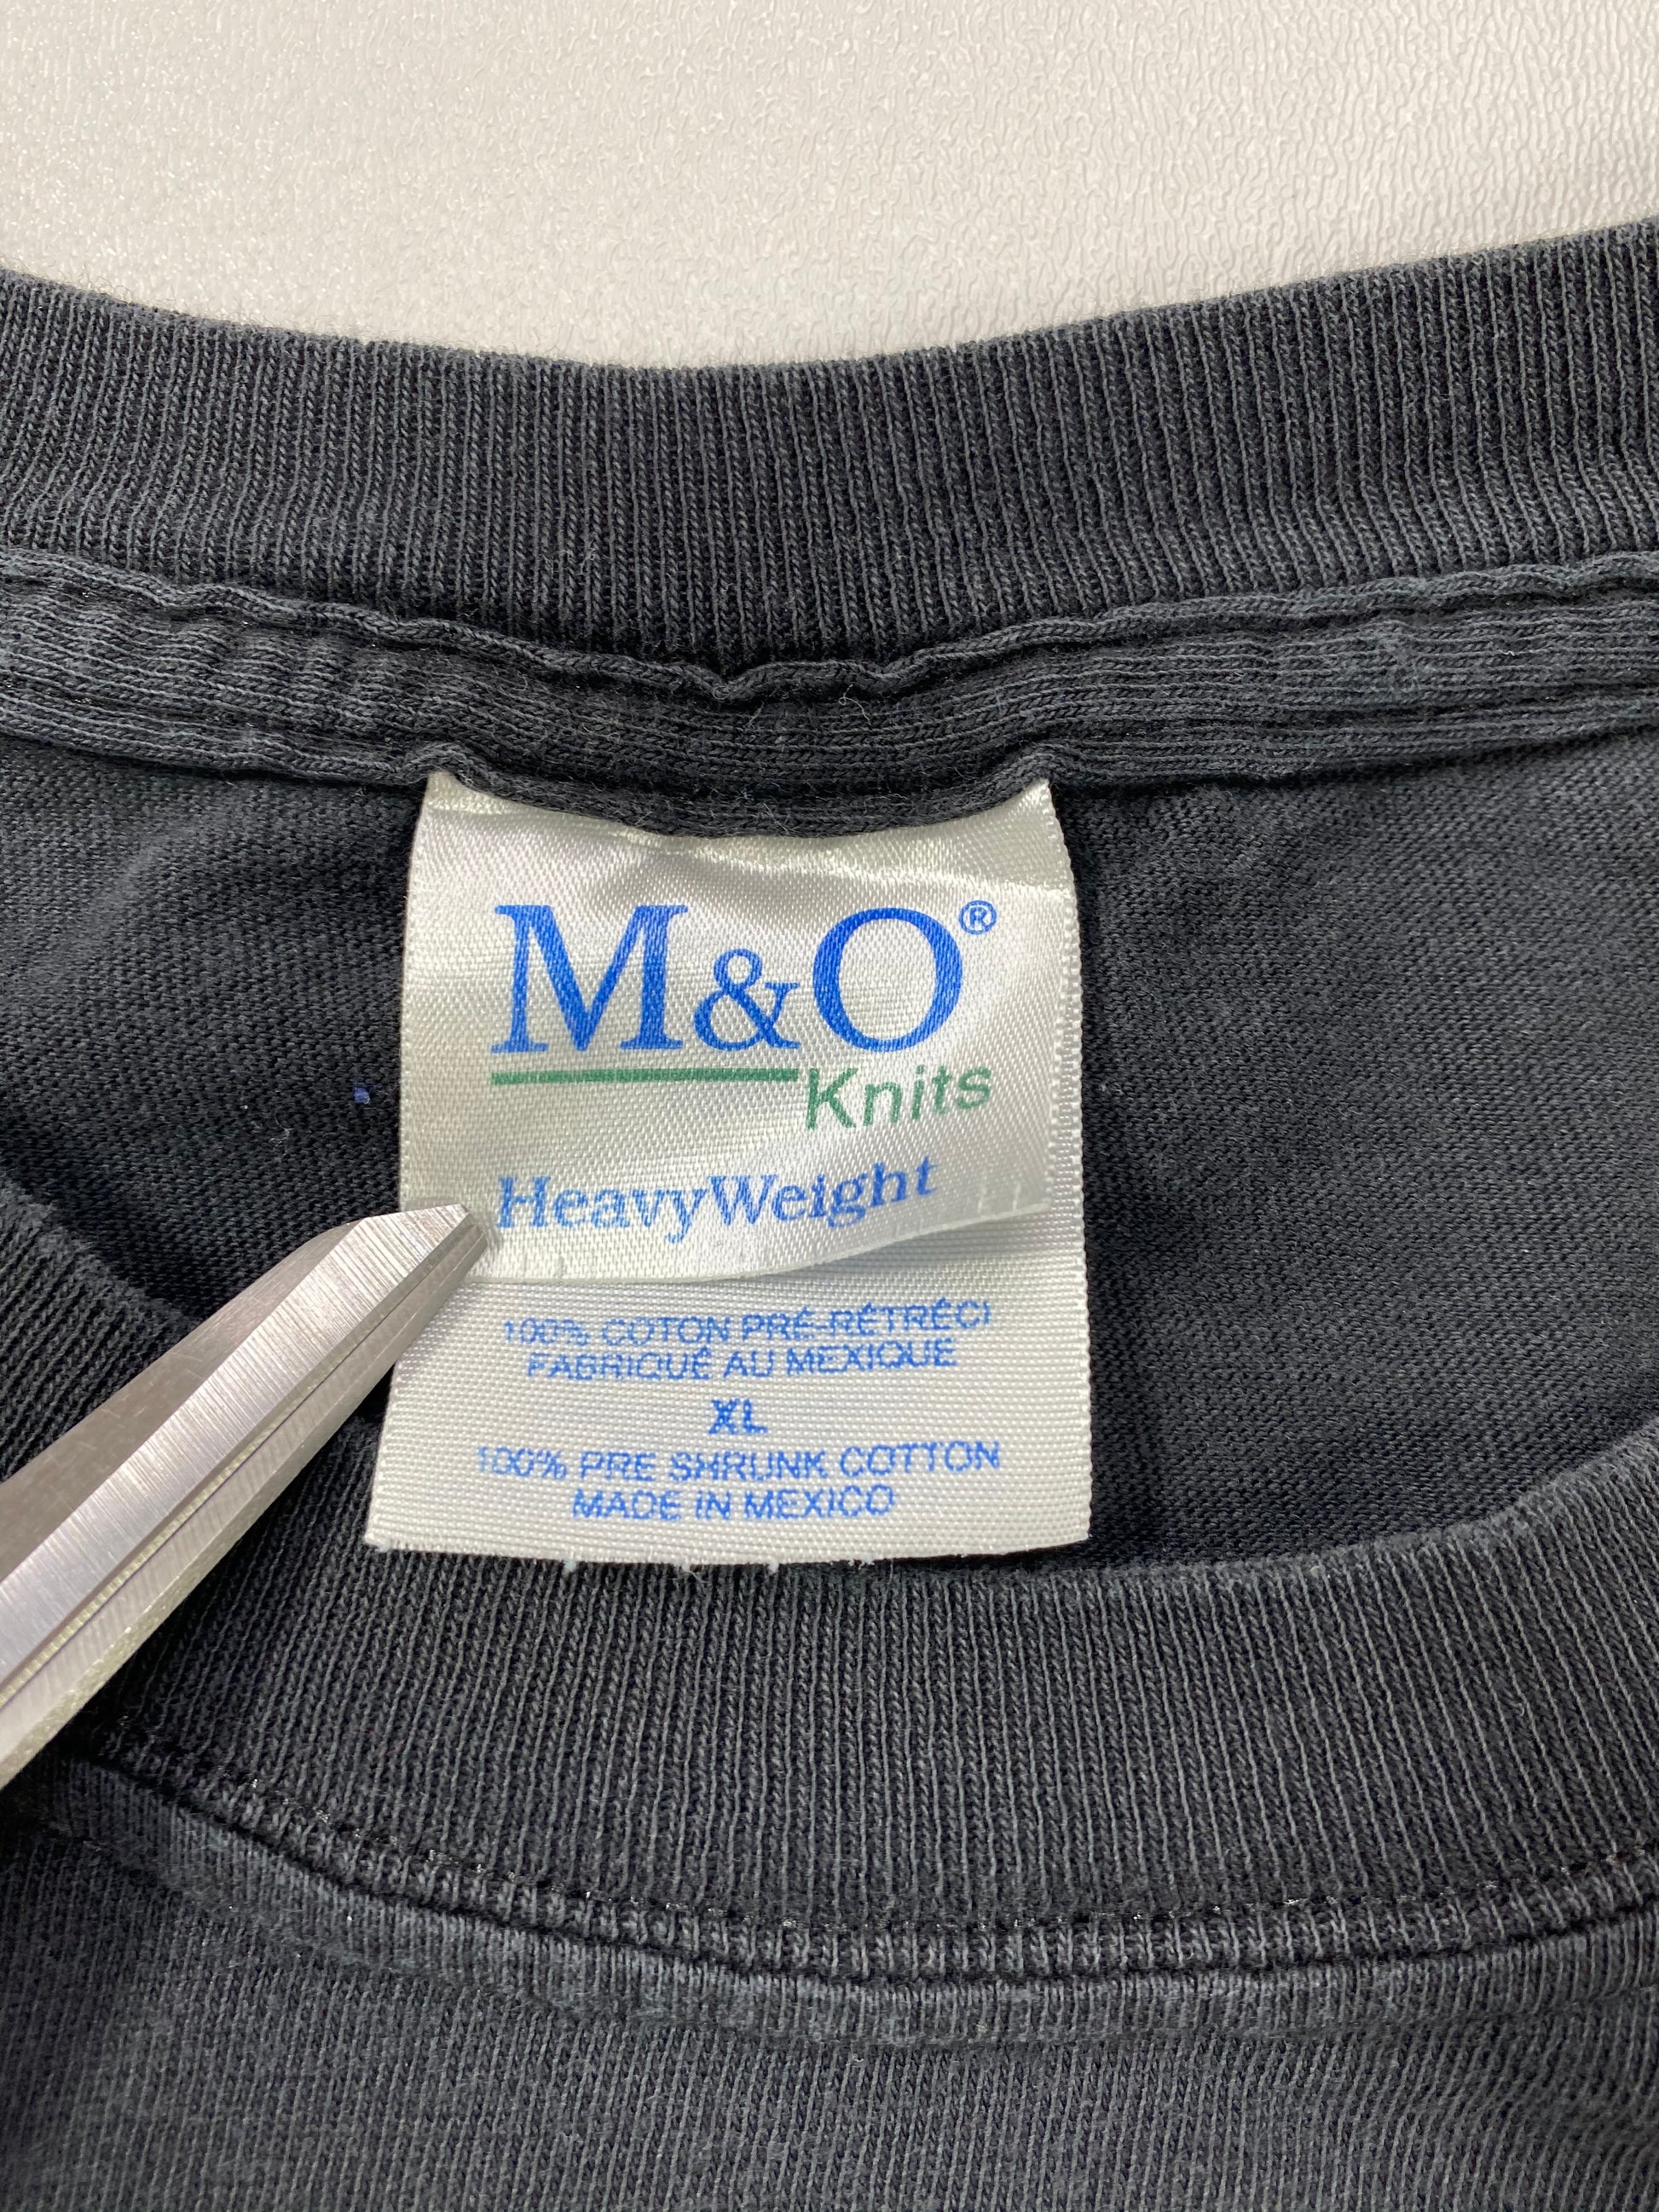 M&O®
Knits
HeavyWeight
100% COTON PRÉ-RÉTRÉCI
FABRIQUÉ AU MEXIQUE
XL
100% PRE SHRUNK COTTON
MADE IN MEXICO